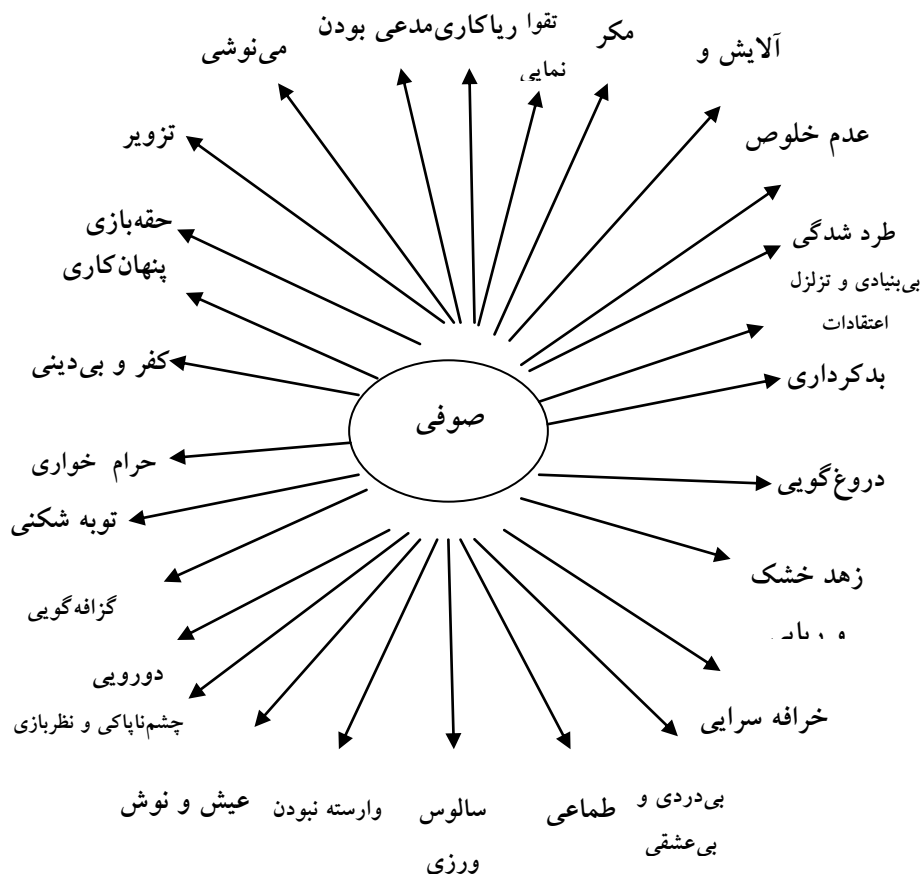 تقوا
نمایی
ریاکاری
مدعی بودن
می‌نوشی
تزویر
حقه‌بازی
پنهان‌کاری
کفر و بی‌دینی
حرام خواری
توبه شکنی
گزافه‌گویی
دورویی
چشم‌ناپاکی و نظربازی
عیش و نوش
وارسته نبودن
سالوس
ورزی
طماعی
بی‌دردی و
بی‌عشقی
خرافه سرایی
زهد خشک
و ریایی
دروغ‌گویی
بدکرداری
بی‌بنیادی و تزلزل
اعتقادات
طرد شدگی
عدم خلوص
آلایش و
مکر
صوفی